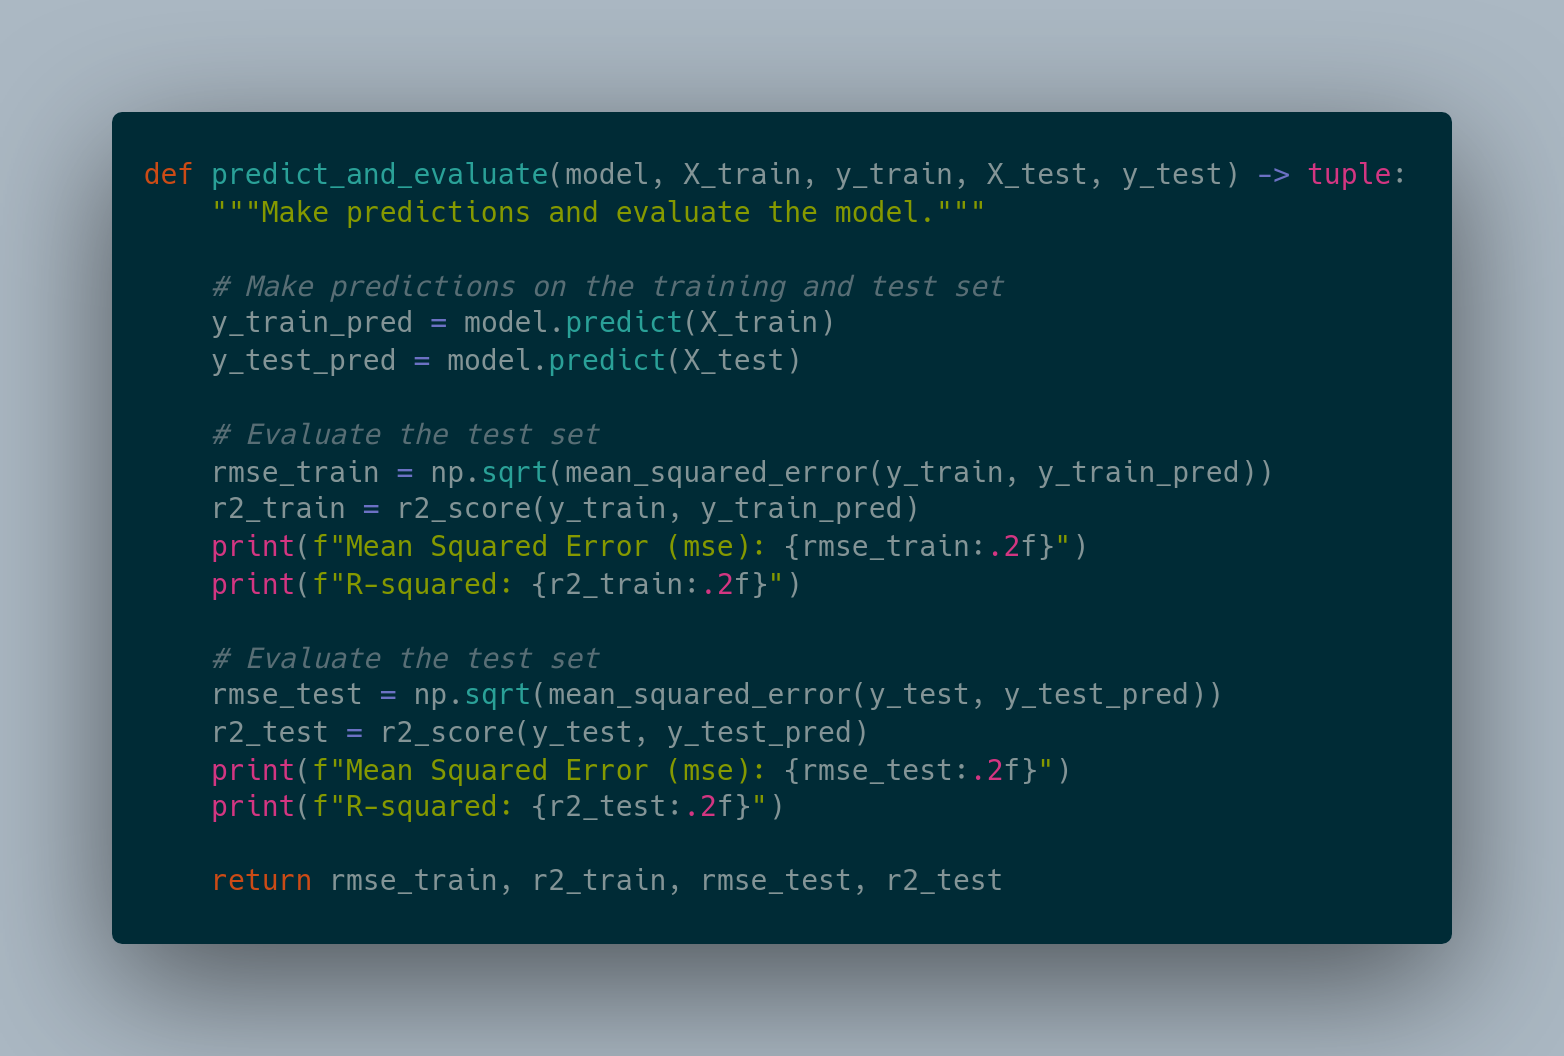 def predict_and_evaluate(model, X_train, y_train, X_test, y_test) -> tuple:
    """Make predictions and evaluate the model."""

    # Make predictions on the training and test set
    y_train_pred = model.predict(X_train)
    y_test_pred = model.predict(X_test)

    # Evaluate the test set
    rmse_train = np.sqrt(mean_squared_error(y_train, y_train_pred))
    r2_train = r2_score(y_train, y_train_pred)
    print(f"Mean Squared Error (mse): {rmse_train:.2f}")
    print(f"R-squared: {r2_train:.2f}")

    # Evaluate the test set
    rmse_test = np.sqrt(mean_squared_error(y_test, y_test_pred))
    r2_test = r2_score(y_test, y_test_pred)
    print(f"Mean Squared Error (mse): {rmse_test:.2f}")
    print(f"R-squared: {r2_test:.2f}")

    return rmse_train, r2_train, rmse_test, r2_test